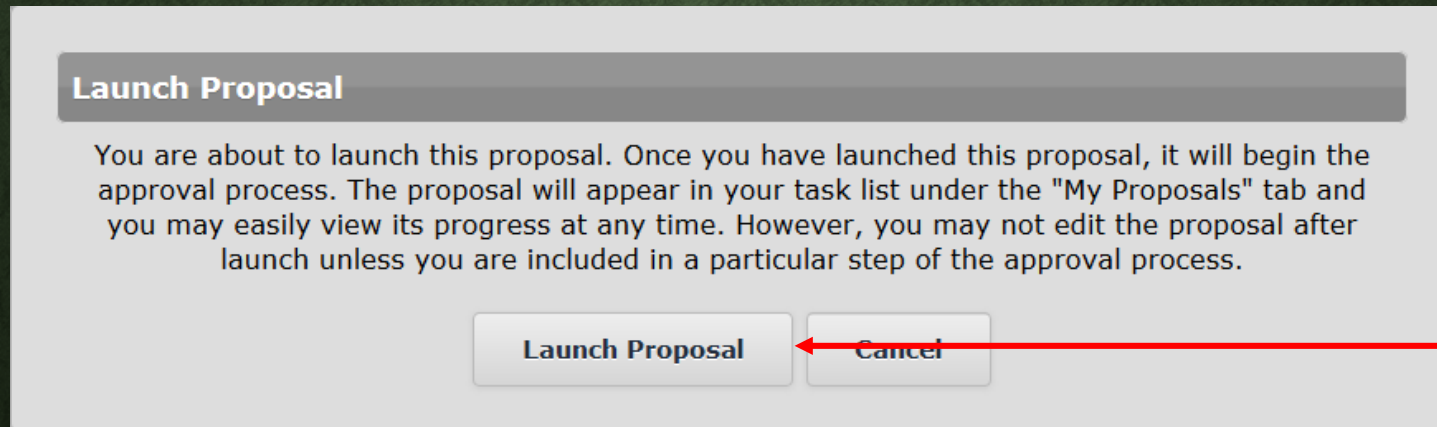 Launch Proposal
You are about to launch this proposal. Once you have launched this proposal, it will begin the
approval process. The proposal will appear in your task list under the "My Proposals" tab and
you may easily view its progress at any time. However, you may not edit the proposal after
launch unless you are included in a particular step of the approval process.
Launch Proposal Cancel